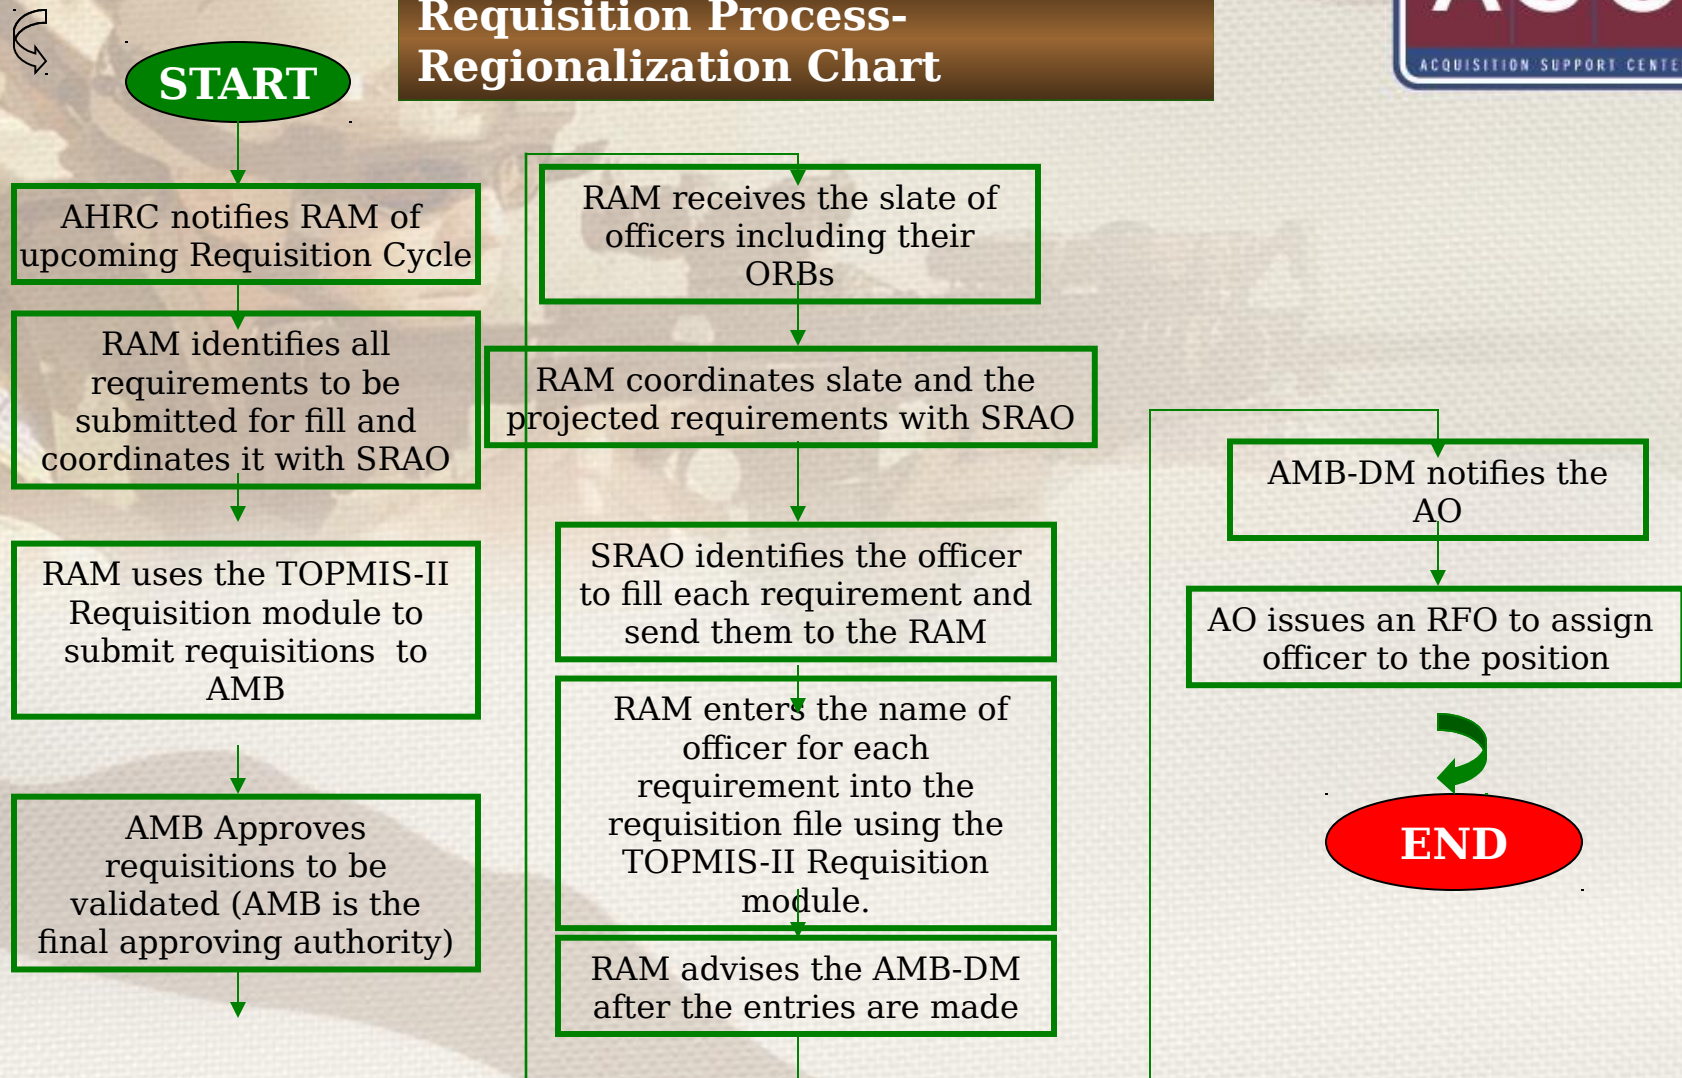 Requisition Process-
Regionalization Chart
ACQUISITION SUPPORT CENTE
START
AHRC notifies RAM of
upcoming Requisition Cycle
RAM identifies all
requirements to be
submitted for fill and
coordinates it with SRAO
RAM uses the TOPMIS-II
Requisition module to
submit requisitions  to
AMB
AMB Approves
requisitions to be
validated (AMB is the
final approving authority)
RAM receives the slate of
officers including their
ORBs
RAM coordinates slate and the
projected requirements with SRAO
SRAO identifies the officer
to fill each requirement and
send them to the RAM
RAM enters the name of
officer for each
requirement into the
requisition file using the
TOPMIS-II Requisition
module.
RAM advises the AMB-DM
after the entries are made
AMB-DM notifies the
AO
AO issues an RFO to assign
officer to the position
END